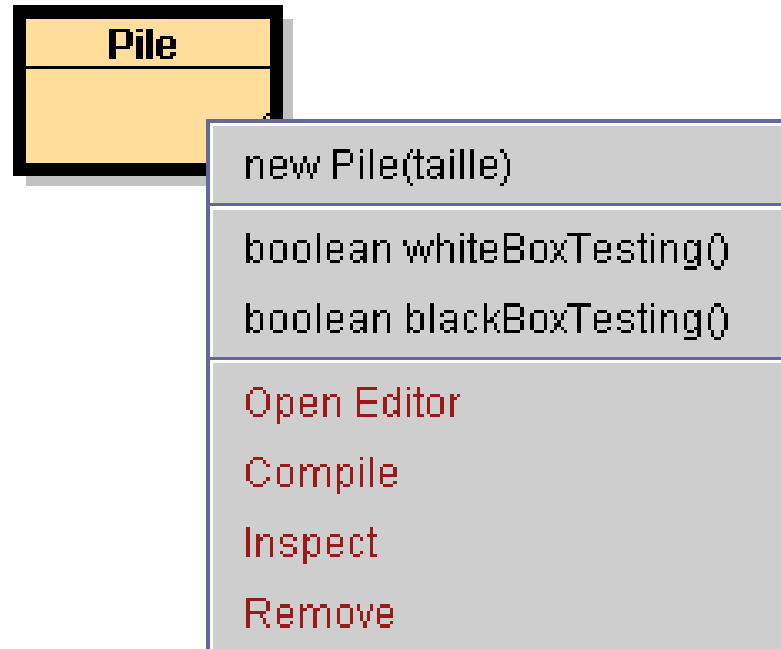 Pile
new Pile(taille)
boolean whiteBoxTesting()
boolean blackBoxTesting()
Open Editor
Compile
Inspect
Remove